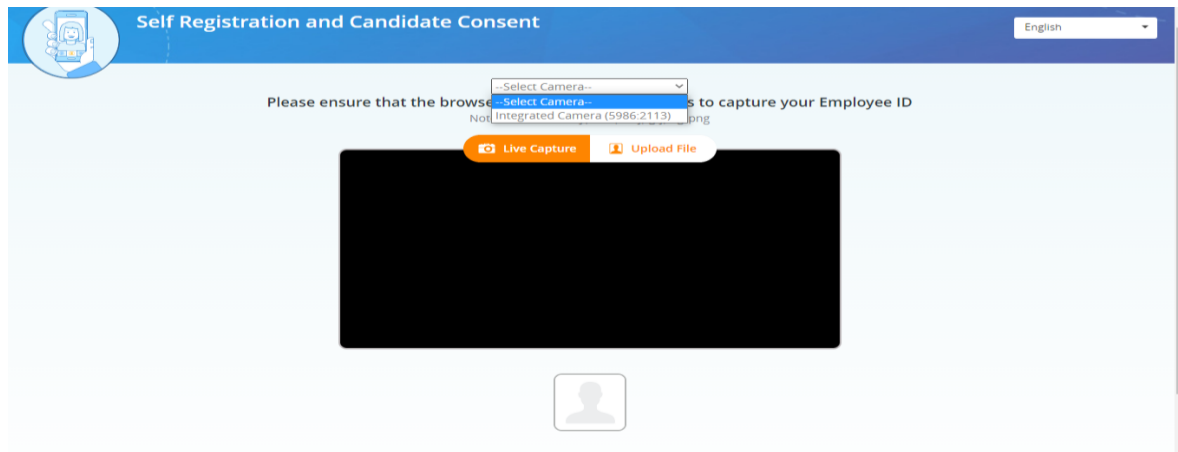 Self Registration and Candidate Consent
English
--Select Camera--
Please ensure that the browse
--Select Camera--
s to capture your Employee ID
Integrated Camera (5986:2113)
png
Live Capture
Upload File